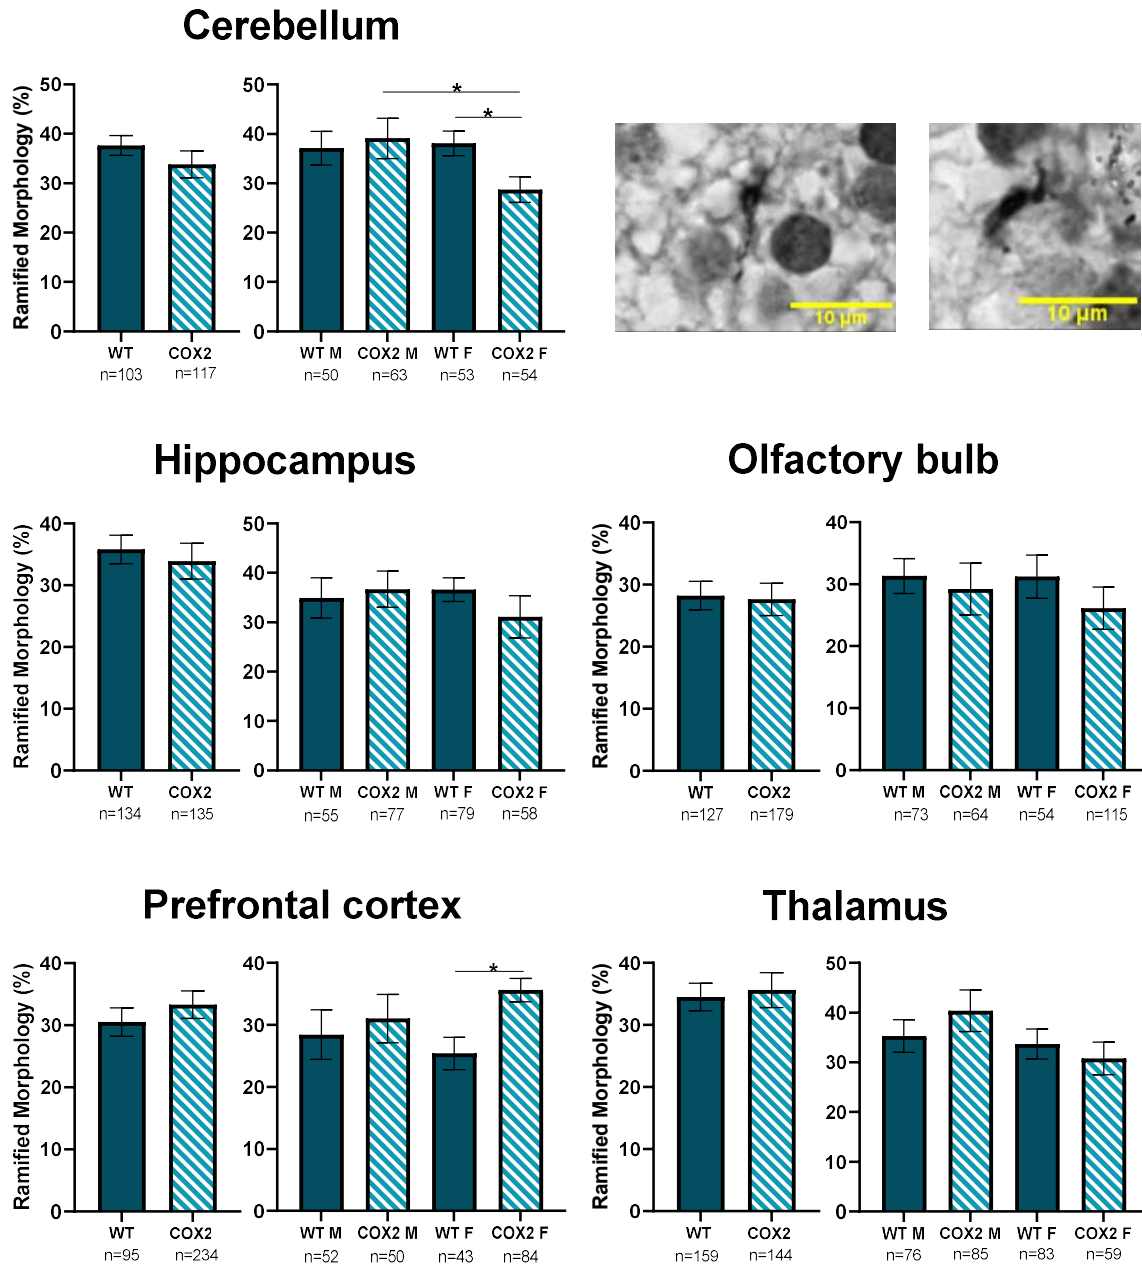 Cerebellum
Ramified Morphology (%)
50
40
30
20
10
0
WT
COX2
n=103
n=117
50
40
30
20
10
0
*
*
WT M
COX2 M
WT F
COX2 F
n=50
n=63
n=53
n=54
10 µm
10 µm
Hippocampus
Ramified Morphology (%)
40
30
20
10
0
WT
COX2
n=134
n=135
50
40
30
20
10
0
WT M
COX2 M
WT F
COX2 F
n=55
n=77
n=79
n=58
Olfactory bulb
Ramified Morphology (%)
40
30
20
10
0
WT
COX2
n=127
n=179
40
30
20
10
0
WT M
COX2 M
WT F
COX2 F
n=73
n=64
n=54
n=115
Prefrontal cortex
Ramified Morphology (%)
40
30
20
10
0
WT
COX2
n=95
n=234
40
30
20
10
0
*
WT M
COX2 M
WT F
COX2 F
n=52
n=50
n=43
n=84
Thalamus
Ramified Morphology (%)
40
30
20
10
0
WT
COX2
n=159
n=144
50
40
30
20
10
0
WT M
COX2 M
WT F
COX2 F
n=76
n=85
n=83
n=59